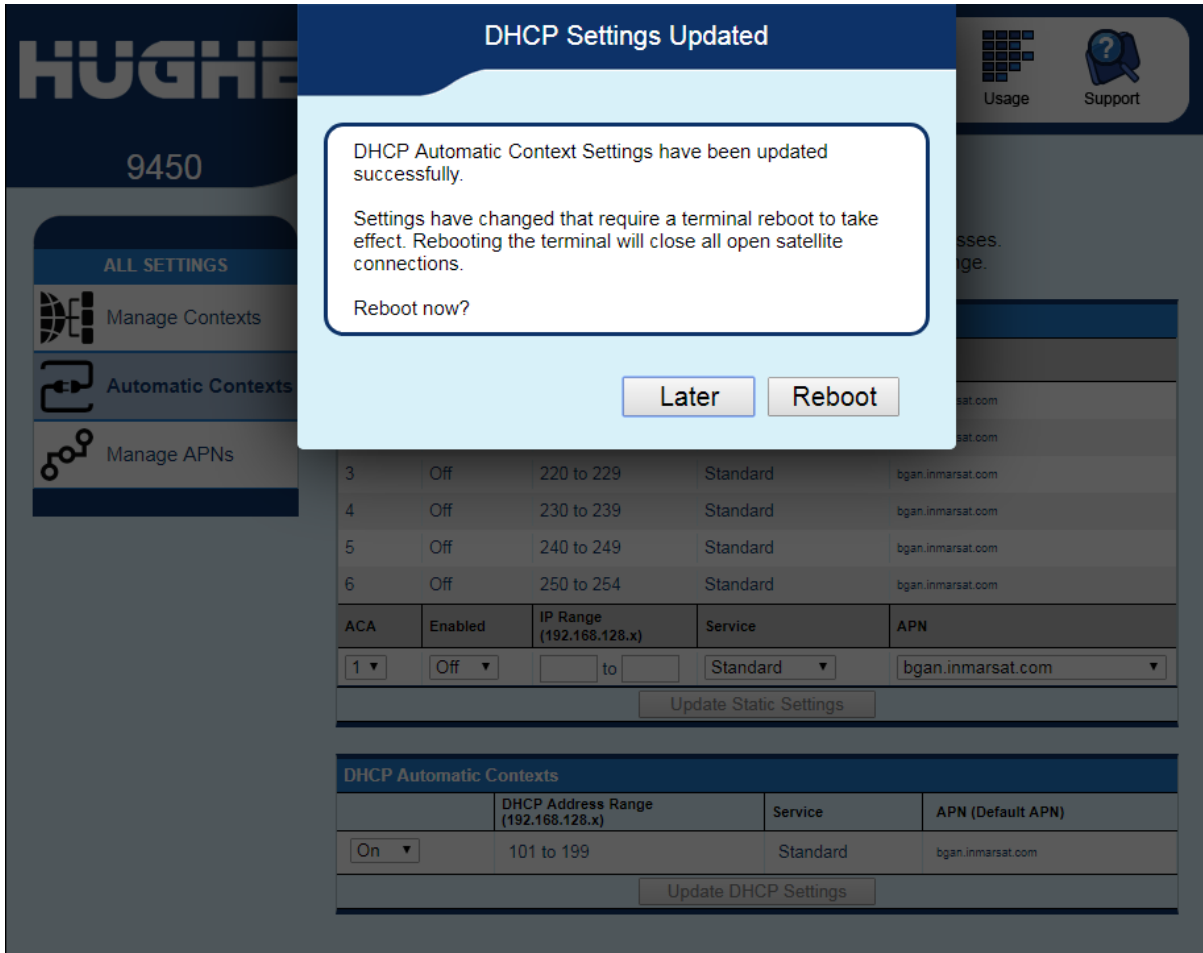 DHCP Settings Updated
HUGHE
Usage
Support
9450
DHCP Automatic Context Settings have been updated
successfully.
Settings have changed that require a terminal reboot to take
effect. Rebooting the terminal will close all open satellite
connections.
Reboot now?
Later
Reboot
ALL SETTINGS
Manage Contexts
Automatic Contexts
Manage APNs
sses.
nge.
sat.com
sat.com
3 Off 220 to 229 Standard bgan.inmarsat.com
4 Off 230 to 239 Standard bgan.inmarsat.com
5 Off 240 to 249 Standard bgan.inmarsat.com
6 Off 250 to 254 Standard bgan.inmarsat.com
ACA Enabled IP Range Service APN
(192.168.128.x)
1 Off to Standard bgan.inmarsat.com
Update Static Settings
DHCP Automatic Contexts
DHCP Address Range Service APN (Default APN)
(192.168.128.x)
On 101 to 199 Standard bgan.inmarsat.com
Update DHCP Settings